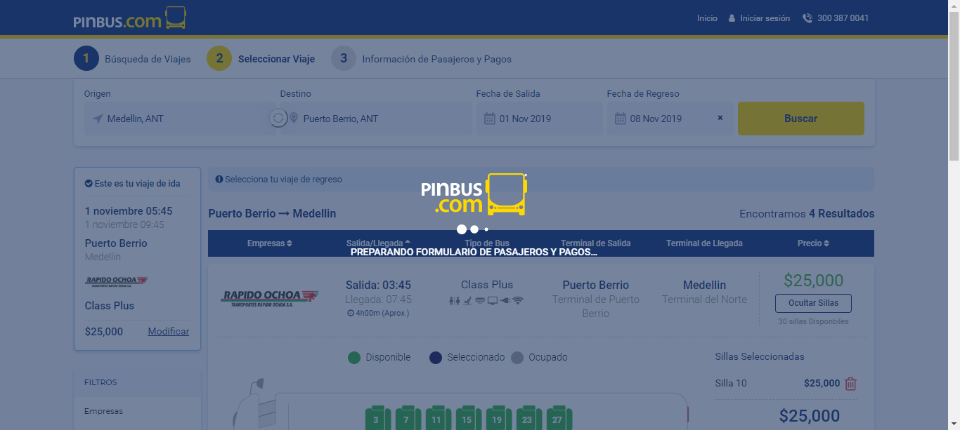 PINBUS.com
Inicio Iniciar sesión 300 387 0041
1 Búsqueda de Viajes 2 Seleccionar Viaje 3 Información de Pasajeros y Pagos
Origen Destino Fecha de Salida Fecha de Regreso
Medellin, ANT Puerto Berrio, ANT 01 Nov 2019 08 Nov 2019 × Buscar
Este es tu viaje de ida
1 noviembre 05:45
1 noviembre 09:45
Puerto Berrio
Medellin
RAPIDO OCHOA
Class Plus
$25,000 Modificar
FILTROS
Empresas
Selecciona tu viaje de regreso
PINBUS
.com
Puerto Berrio → Medellin Encontramos 4 Resultados
Empresas Salida/Llegada Tipo de Bus Terminal de Salida Terminal de Llegada Precio
PREPARANDO FORMULARIO DE PASAJEROS Y PAGOS...
RAPIDO OCHOA
Salida: 03:45
Llegada: 07:45
4h00m (Aprox.)
Class Plus
Puerto Berrio
Terminal de Puerto
Berrio
Medellin
Terminal del Norte
$25,000
Ocultar Sillas
30 sillas Disponibles
Disponible Seleccionado Ocupado
Sillas Seleccionadas
Silla 10 $25,000
$25,000
3 7 11 15 19 23 27